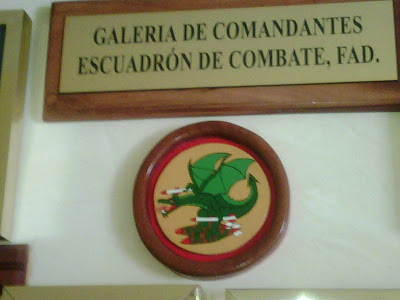 GALERIA DE COMANDANTES
ESCUADRÓN DE COMBATE, FAD.